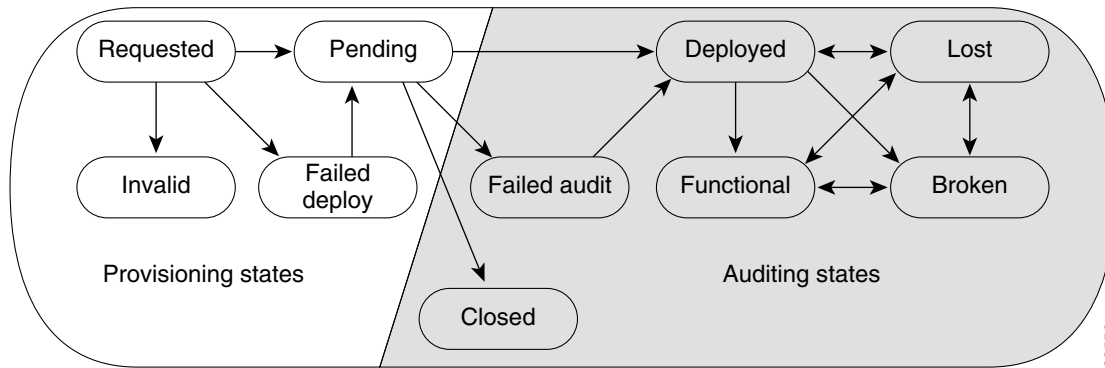 Requested
Pending
Deployed
Lost
Invalid
Failed
deploy
Failed audit
Functional
Broken
Provisioning states
Auditing states
Closed